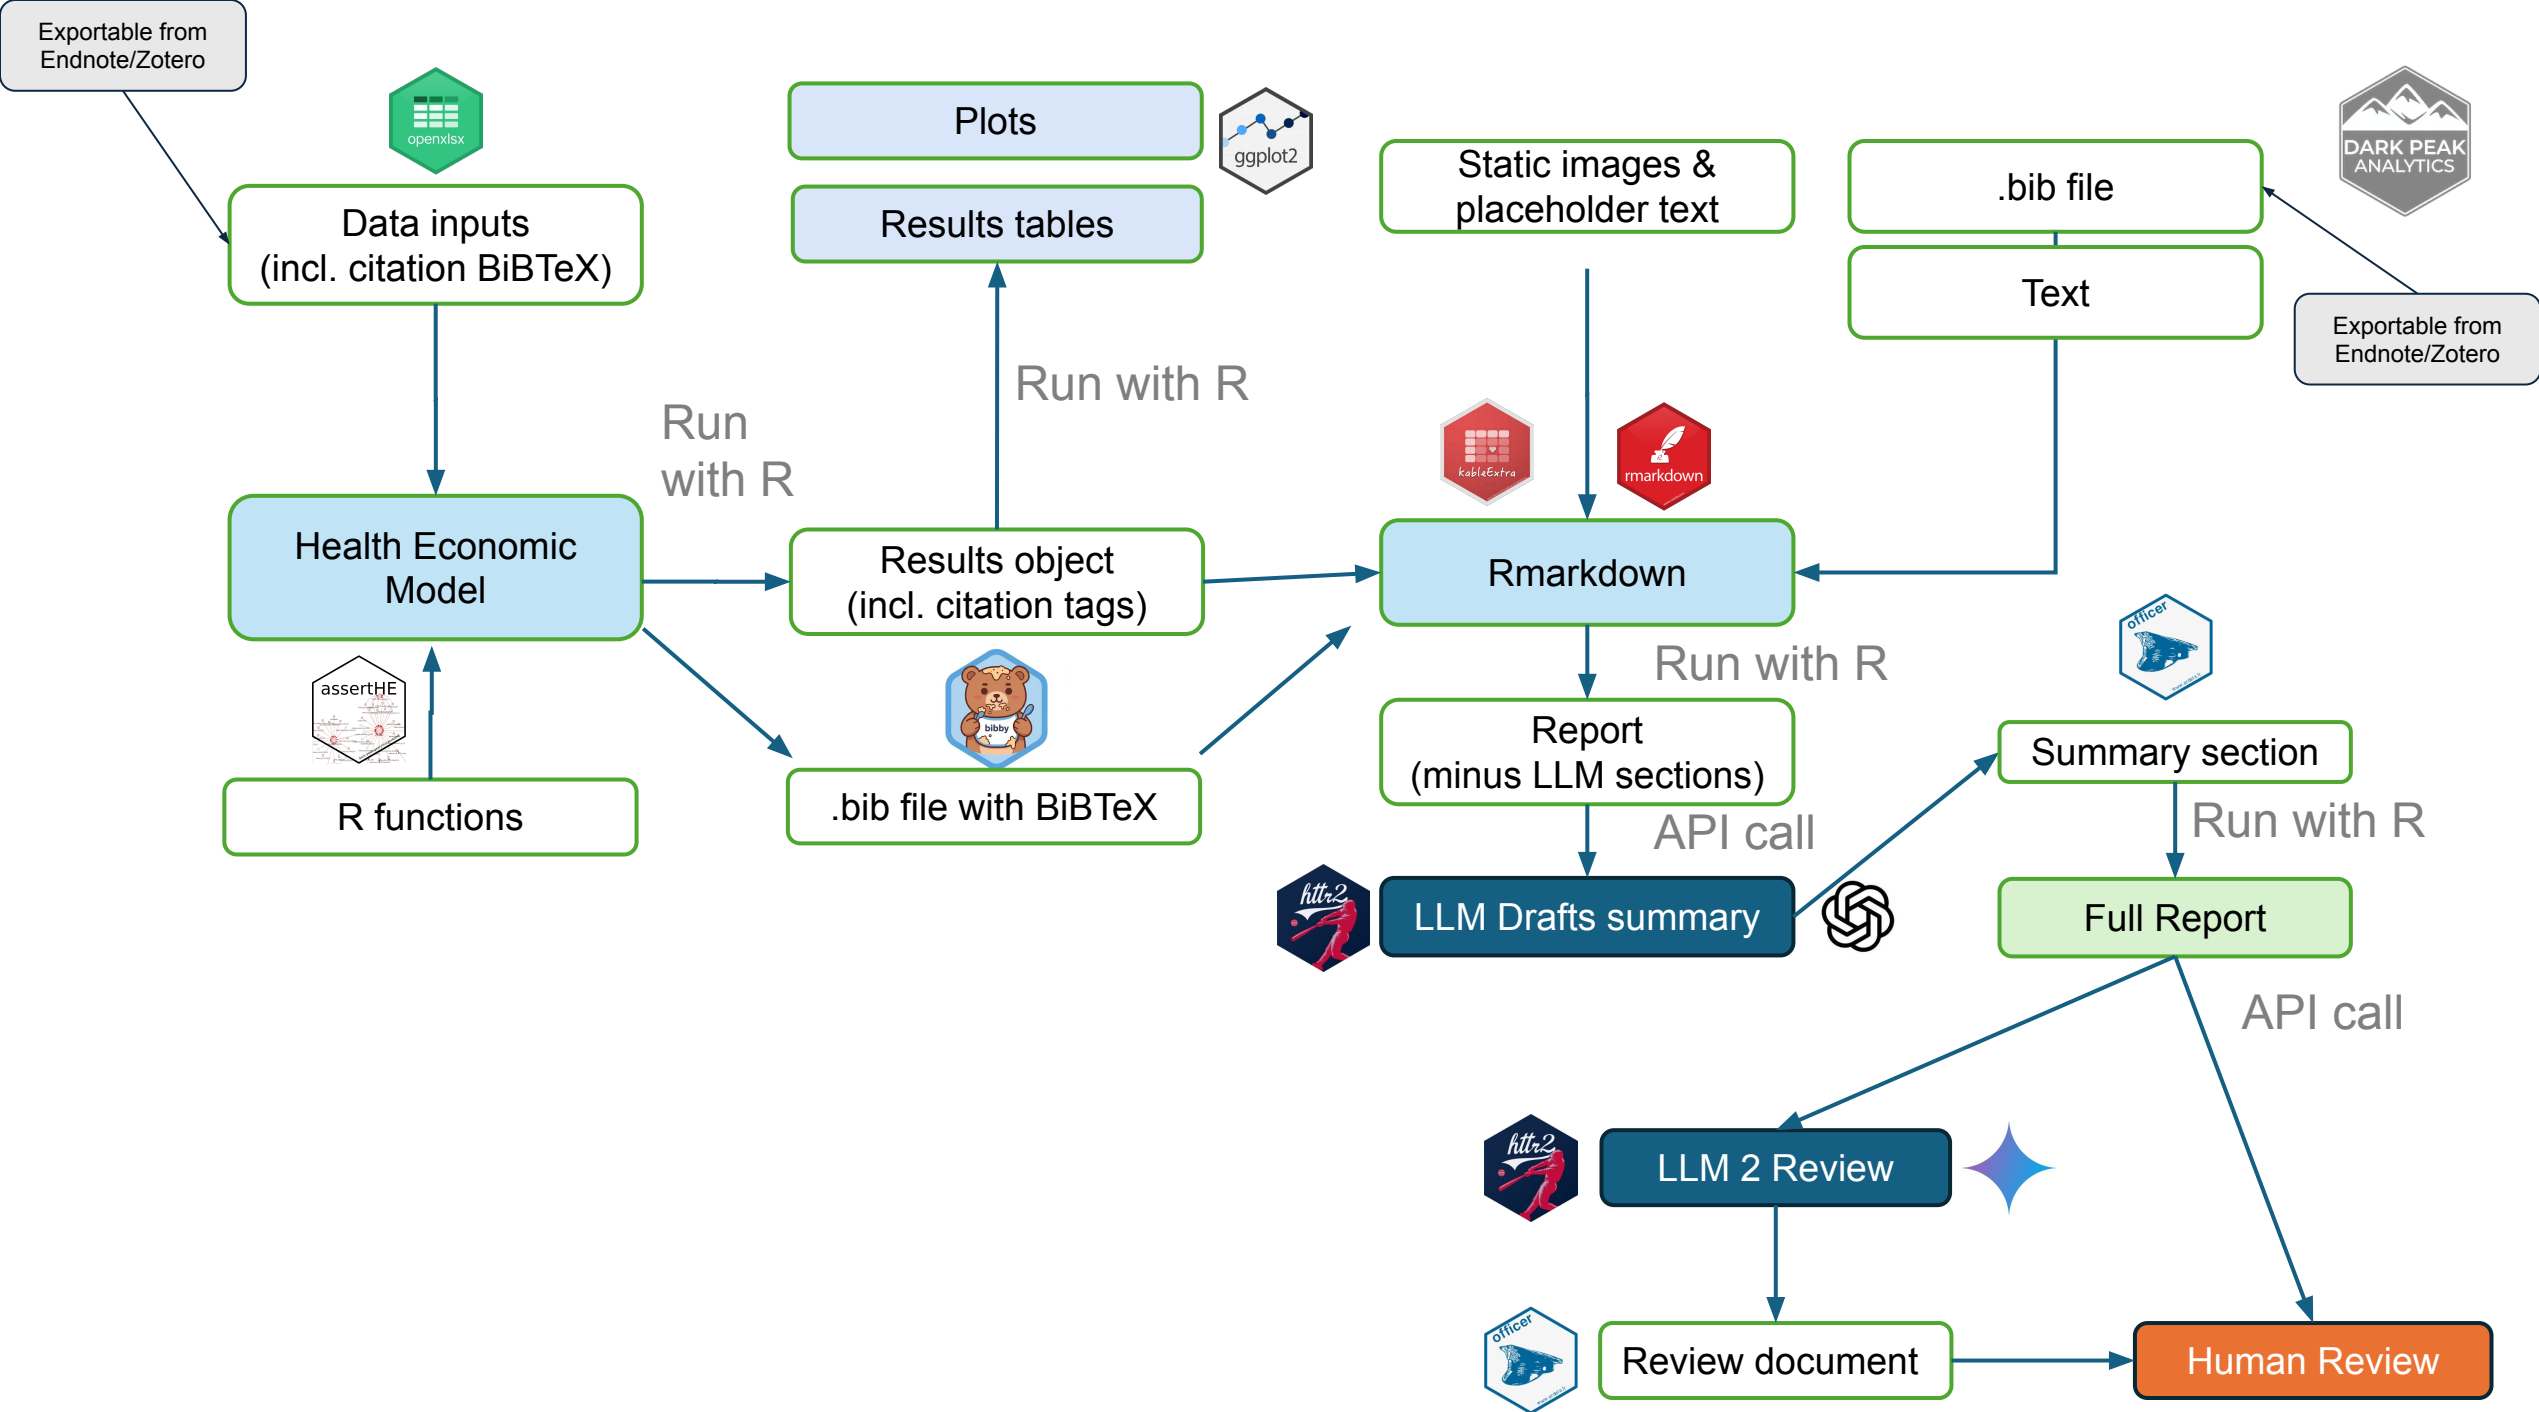 Exportable from
Endnote/Zotero
openxlsx
Data inputs
(incl. citation BiBTeX)
Plots
Results tables
ggplot2
Static images &
placeholder text
.bib file
Text
DARK PEAK
ANALYTICS
Exportable from
Endnote/Zotero
Run
with R
Run with R
kableExtra
rmarkdown
Health Economic
Model
Results object
(incl. citation tags)
Rmarkdown
assertHE
R functions
bibby
.bib file with BiBTeX
Run with R
Report
(minus LLM sections)
API call
httr2
LLM Drafts summary
officer
Summary section
Run with R
Full Report
API call
httr2
LLM 2 Review
officer
Review document
Human Review